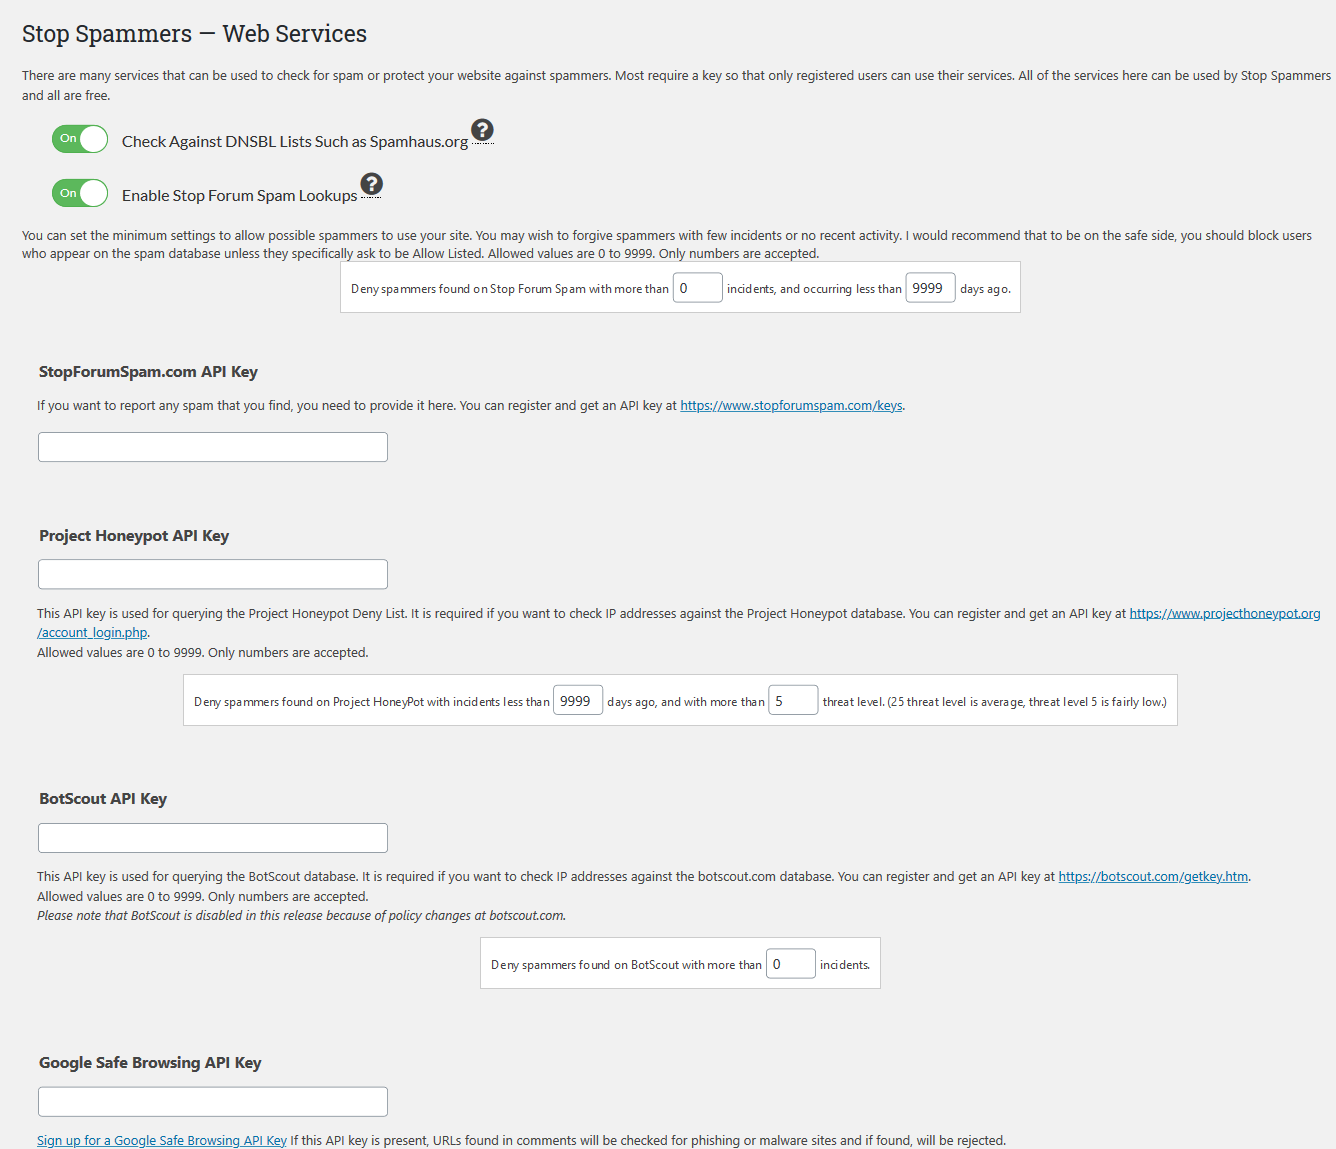 Stop Spammers — Web Services
There are many services that can be used to check for spam or protect your website against spammers. Most require a key so that only registered users can use their services. All of the services here can be used by Stop Spammers
and all are free.
On Check Against DNSBL Lists Such as Spamhaus.org ?
On Enable Stop Forum Spam Lookups ?
You can set the minimum settings to allow possible spammers to use your site. You may wish to forgive spammers with few incidents or no recent activity. I would recommend that to be on the safe side, you should block users
who appear on the spam database unless they specifically ask to be Allow Listed. Allowed values are 0 to 9999. Only numbers are accepted.
Deny spammers found on Stop Forum Spam with more than 0 incidents, and occurring less than 9999 days ago.
StopForumSpam.com API Key
If you want to report any spam that you find, you need to provide it here. You can register and get an API key at https://www.stopforumspam.com/keys.
Project Honeypot API Key
This API key is used for querying the Project Honeypot Deny List. It is required if you want to check IP addresses against the Project Honeypot database. You can register and get an API key at https://www.projecthoneypot.org
/account_login.php.
Allowed values are 0 to 9999. Only numbers are accepted.
Deny spammers found on Project HoneyPot with incidents less than 9999 days ago, and with more than 5 threat level. (25 threat level is average, threat level 5 is fairly low.)
BotScout API Key
This API key is used for querying the BotScout database. It is required if you want to check IP addresses against the botscout.com database. You can register and get an API key at https://botscout.com/getkey.htm.
Allowed values are 0 to 9999. Only numbers are accepted.
Please note that BotScout is disabled in this release because of policy changes at botscout.com.
Deny spammers found on BotScout with more than 0 incidents.
Google Safe Browsing API Key
Sign up for a Google Safe Browsing API Key If this API key is present, URLs found in comments will be checked for phishing or malware sites and if found, will be rejected.